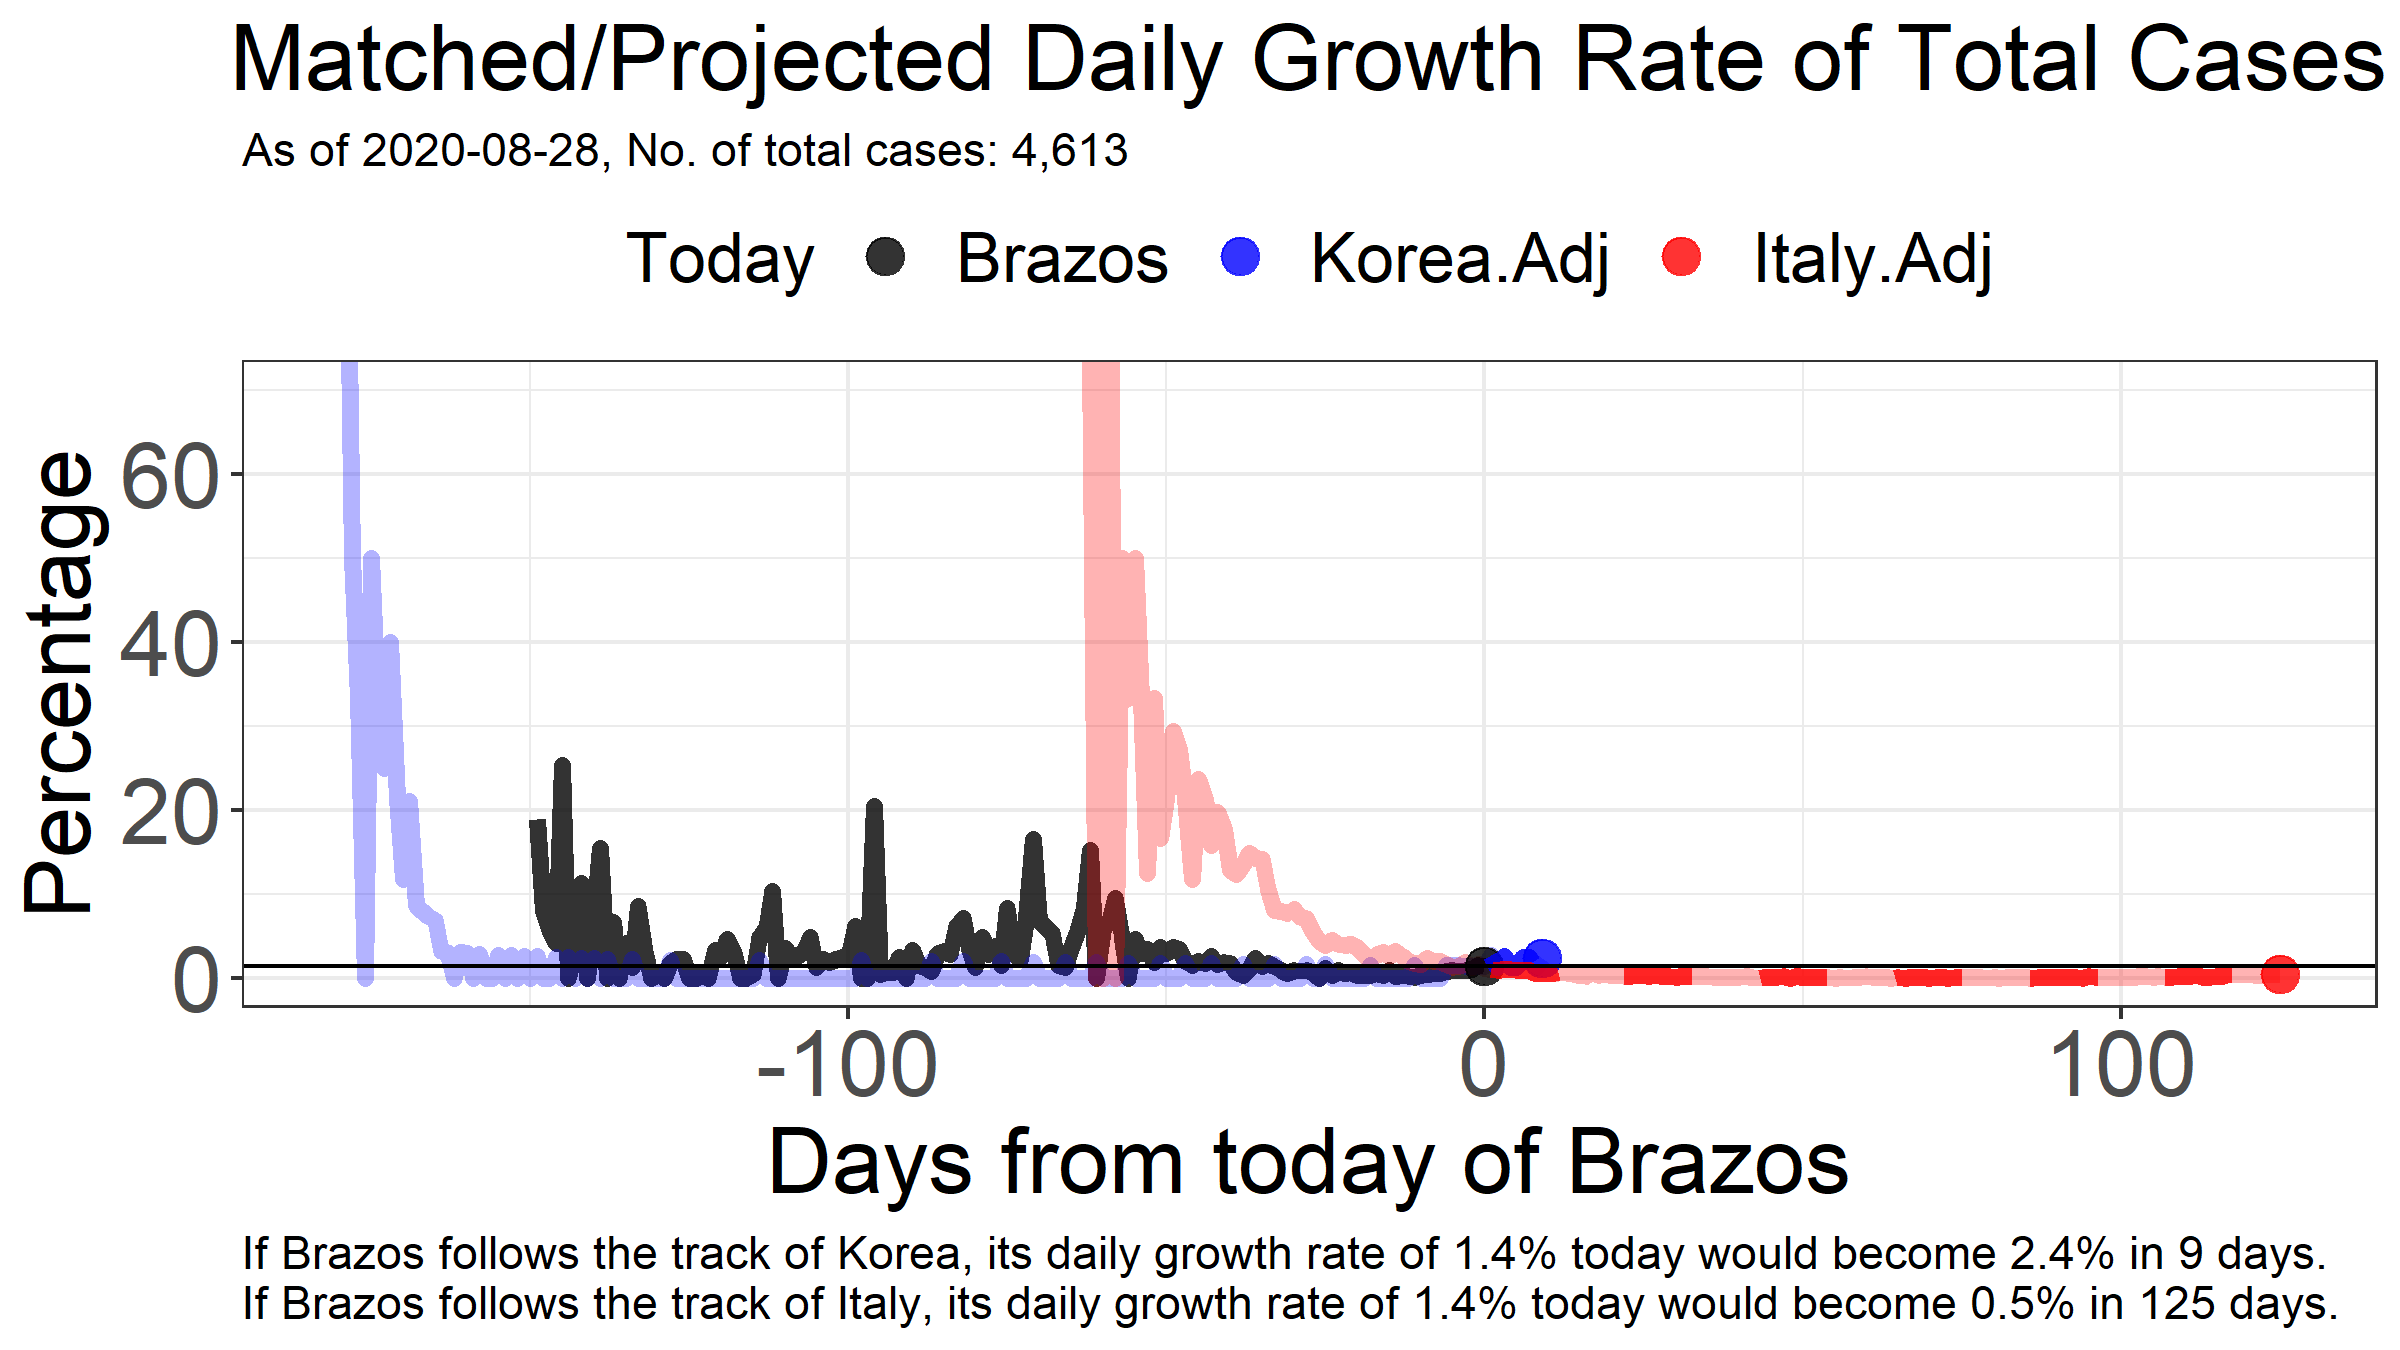 Matched/Projected Daily Growth Rate of Total Cases
As of 2020-08-28, No. of total cases: 4,613
Today Brazos Korea.Adj Italy.Adj
Percentage
60
40
20
0
-100 0 100
Days from today of Brazos
If Brazos follows the track of Korea, its daily growth rate of 1.4% today would become 2.4% in 9 days.
If Brazos follows the track of Italy, its daily growth rate of 1.4% today would become 0.5% in 125 days.